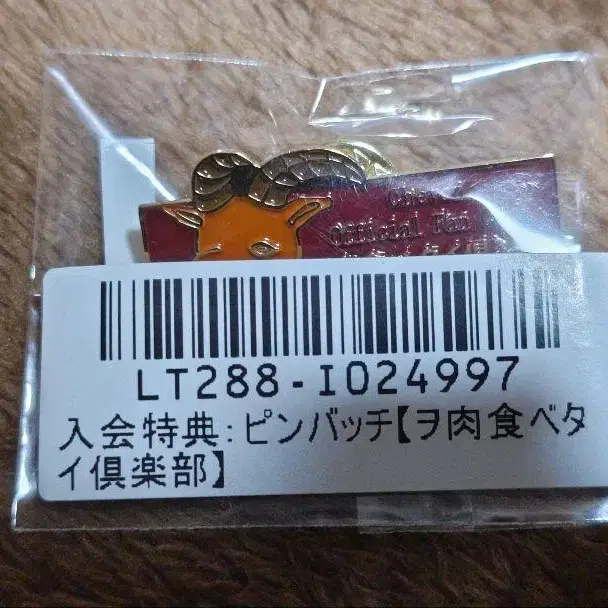 Official Fan
LT288-I024997
入会特典:ピンバッチ【ヲ肉食ベタ
イ倶楽部】